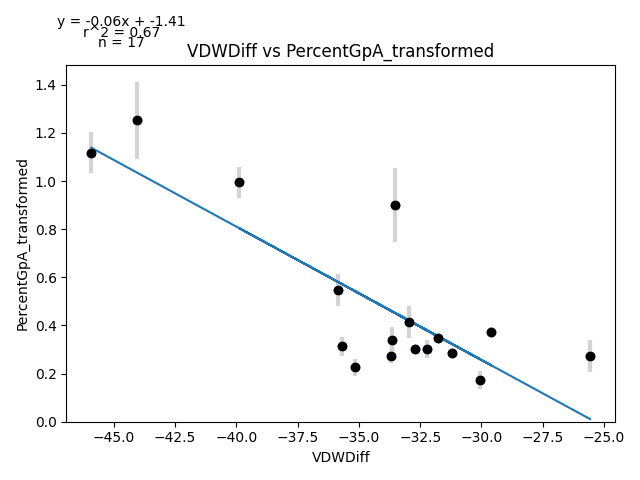 y = -0.06x + -1.41
r^2 = 0.67
n = 17
VDWDiff vs PercentGpA_transformed
PercentGpA_transformed
1.4
1.2
1.0
0.8
0.6
0.4
0.2
0.0
−45.0 −42.5 −40.0 −37.5 −35.0 −32.5 −30.0 −27.5 −25.0
VDWDiff